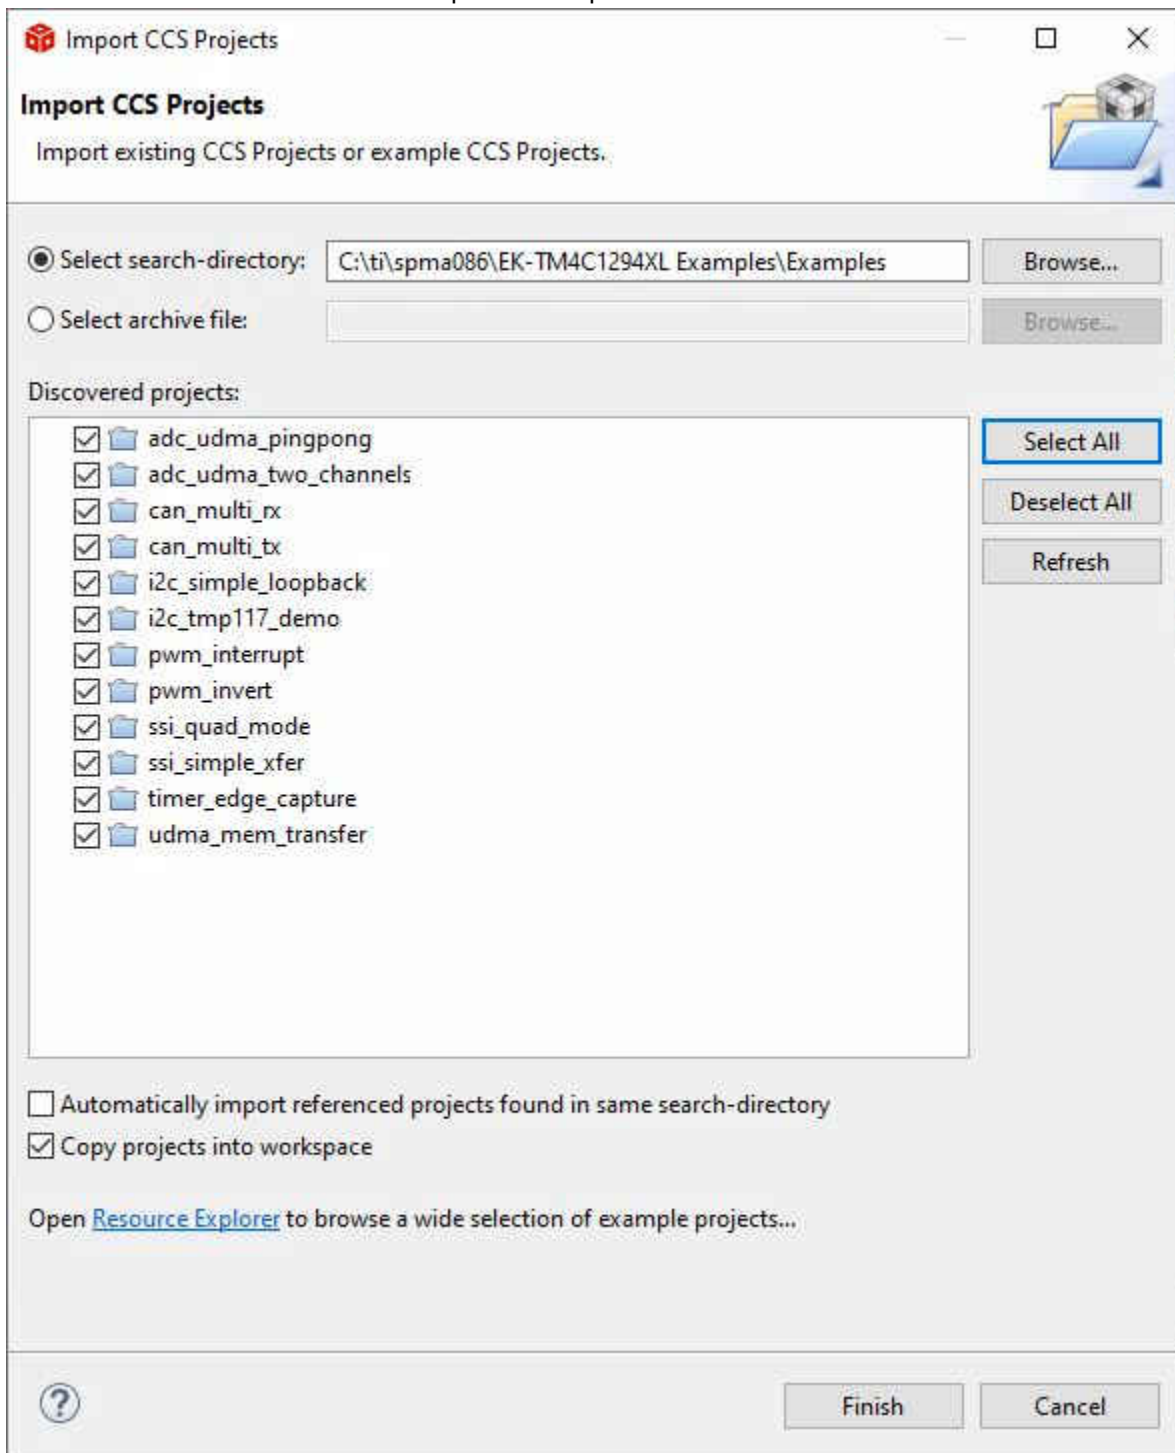 Import CCS Projects
Import CCS Projects
Import existing CCS Projects or example CCS Projects.
Select search-directory: C:\ti\spma086\EK-TM4C1294XL Examples\Examples Browse...
Select archive file: Browse...
Discovered projects:
adc_udma_pingpong Select All
adc_udma_two_channels
can_multi_rx Deselect All
can_multi_tx
i2c_simple_loopback Refresh
i2c_tmp117_demo
pwm_interrupt
pwm_invert
ssi_quad_mode
ssi_simple_xfer
timer_edge_capture
udma_mem_transfer
Automatically import referenced projects found in same search-directory
Copy projects into workspace
Open Resource Explorer to browse a wide selection of example projects...
? Finish Cancel